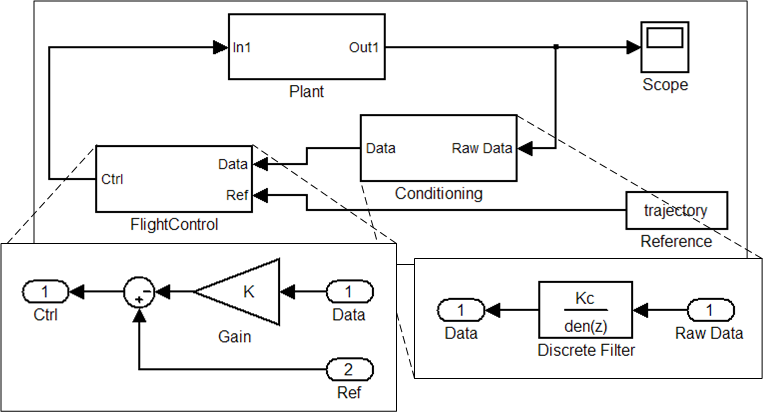 In1
Out1
Plant
Scope
Data
Raw Data
Conditioning
Ctrl
Data
Ref
FlightControl
trajectory
Reference
1
Ctrl
-
+
K
Gain
1
Data
2
Ref
1
Data
Kc
den(z)
Discrete Filter
1
Raw Data